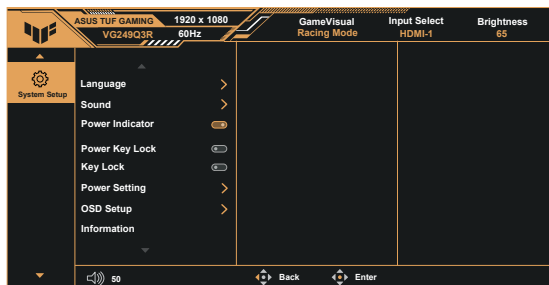 ASUS TUF GAMING 1920 x 1080 GameVisual Input Select Brightness
VG249Q3R 60Hz Racing Mode HDMI-1 65
System Setup
Language
Sound
Power Indicator
Power Key Lock
Key Lock
Power Setting
OSD Setup
Information
50 Back Enter